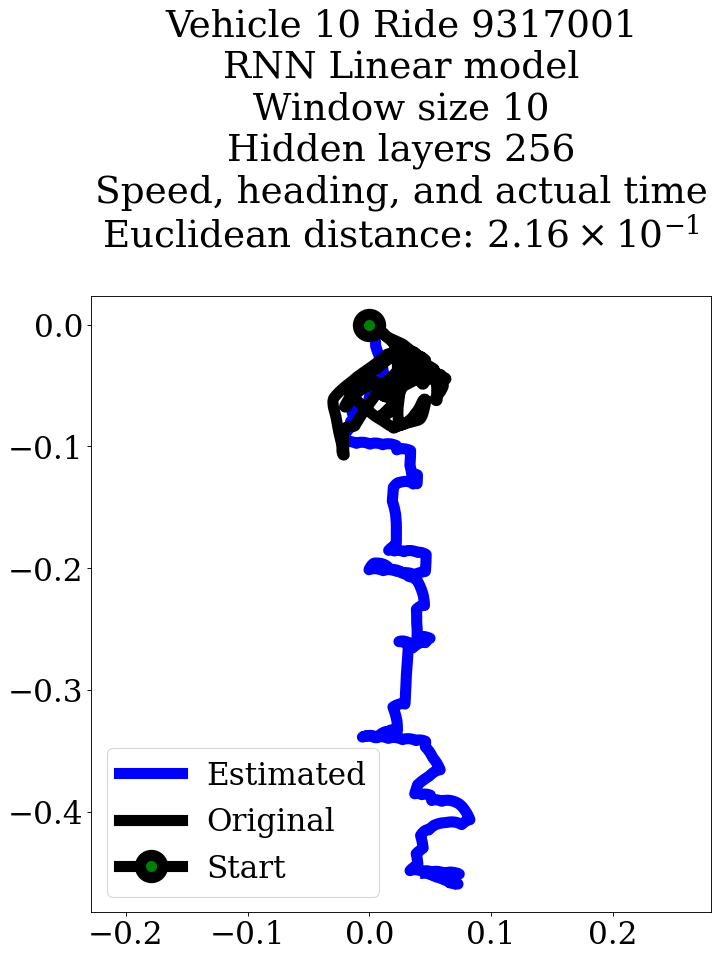 Vehicle 10 Ride 9317001
RNN Linear model
Window size 10
Hidden layers 256
Speed, heading, and actual time
Euclidean distance: 2.16 × 10⁻¹
0.0
−0.1
−0.2
−0.3
−0.4
Estimated
Original
Start
−0.2 −0.1 0.0 0.1 0.2